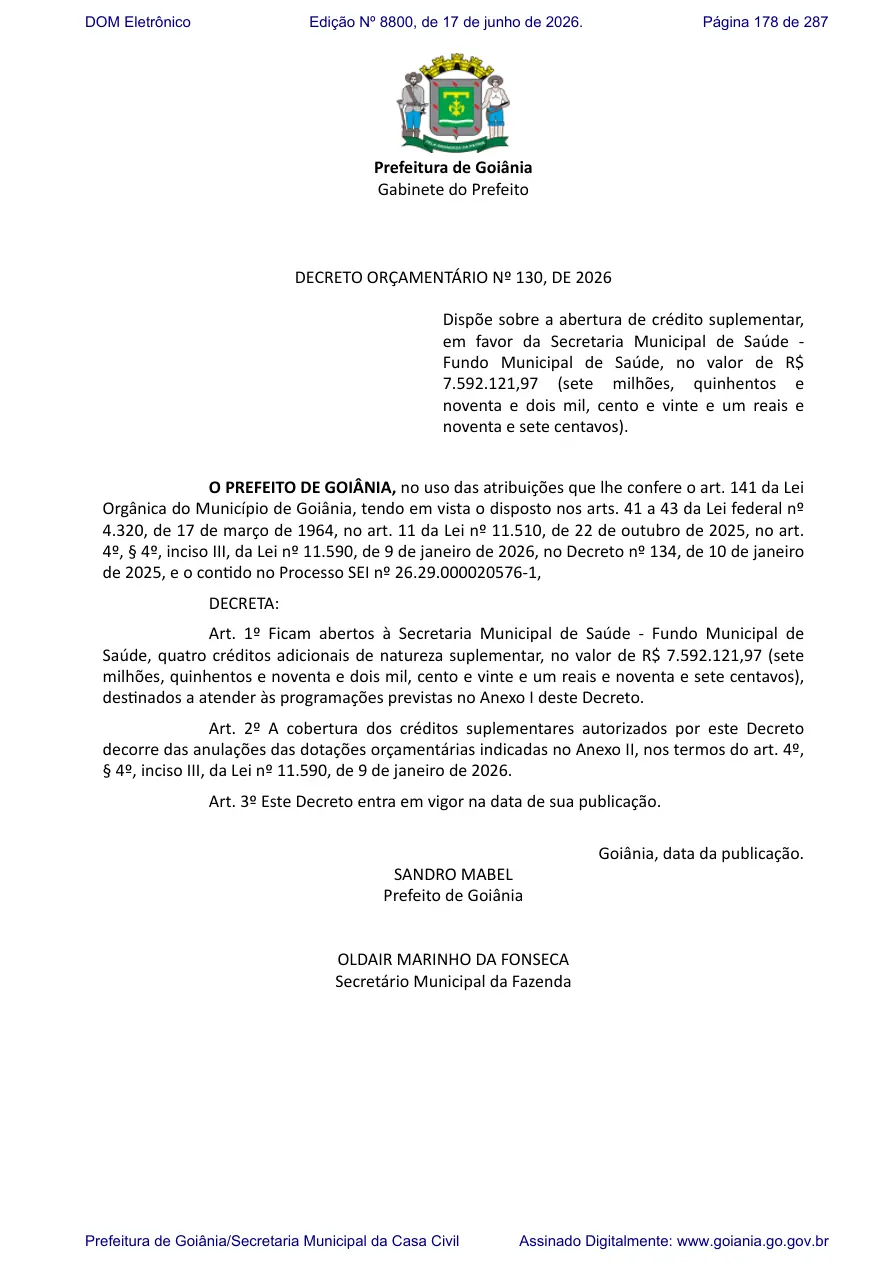 DOM Eletrônico Edição Nº 8800, de 17 de junho de 2026. Página 178 de 287
Prefeitura de Goiânia
Gabinete do Prefeito
DECRETO ORÇAMENTÁRIO Nº 130, DE 2026
Dispõe sobre a abertura de crédito suplementar,
em favor da Secretaria Municipal de Saúde -
Fundo Municipal de Saúde, no valor de R$
7.592.121,97 (sete milhões, quinhentos e
noventa e dois mil, cento e vinte e um reais e
noventa e sete centavos).
O PREFEITO DE GOIÂNIA, no uso das atribuições que lhe confere o art. 141 da Lei
Orgânica do Município de Goiânia, tendo em vista o disposto nos arts. 41 a 43 da Lei federal nº
4.320, de 17 de março de 1964, no art. 11 da Lei nº 11.510, de 22 de outubro de 2025, no art.
4º, § 4º, inciso III, da Lei nº 11.590, de 9 de janeiro de 2026, no Decreto nº 134, de 10 de janeiro
de 2025, e o contido no Processo SEI nº 26.29.000020576-1,
DECRETA:
Art. 1º Ficam abertos à Secretaria Municipal de Saúde - Fundo Municipal de
Saúde, quatro créditos adicionais de natureza suplementar, no valor de R$ 7.592.121,97 (sete
milhões, quinhentos e noventa e dois mil, cento e vinte e um reais e noventa e sete centavos),
destinados a atender às programações previstas no Anexo I deste Decreto.
Art. 2º A cobertura dos créditos suplementares autorizados por este Decreto
decorre das anulações das dotações orçamentárias indicadas no Anexo II, nos termos do art. 4º,
§ 4º, inciso III, da Lei nº 11.590, de 9 de janeiro de 2026.
Art. 3º Este Decreto entra em vigor na data de sua publicação.
Goiânia, data da publicação.
SANDRO MABEL
Prefeito de Goiânia
OLDAIR MARINHO DA FONSECA
Secretário Municipal da Fazenda
Prefeitura de Goiânia/Secretaria Municipal da Casa Civil Assinado Digitalmente: www.goiania.go.gov.br